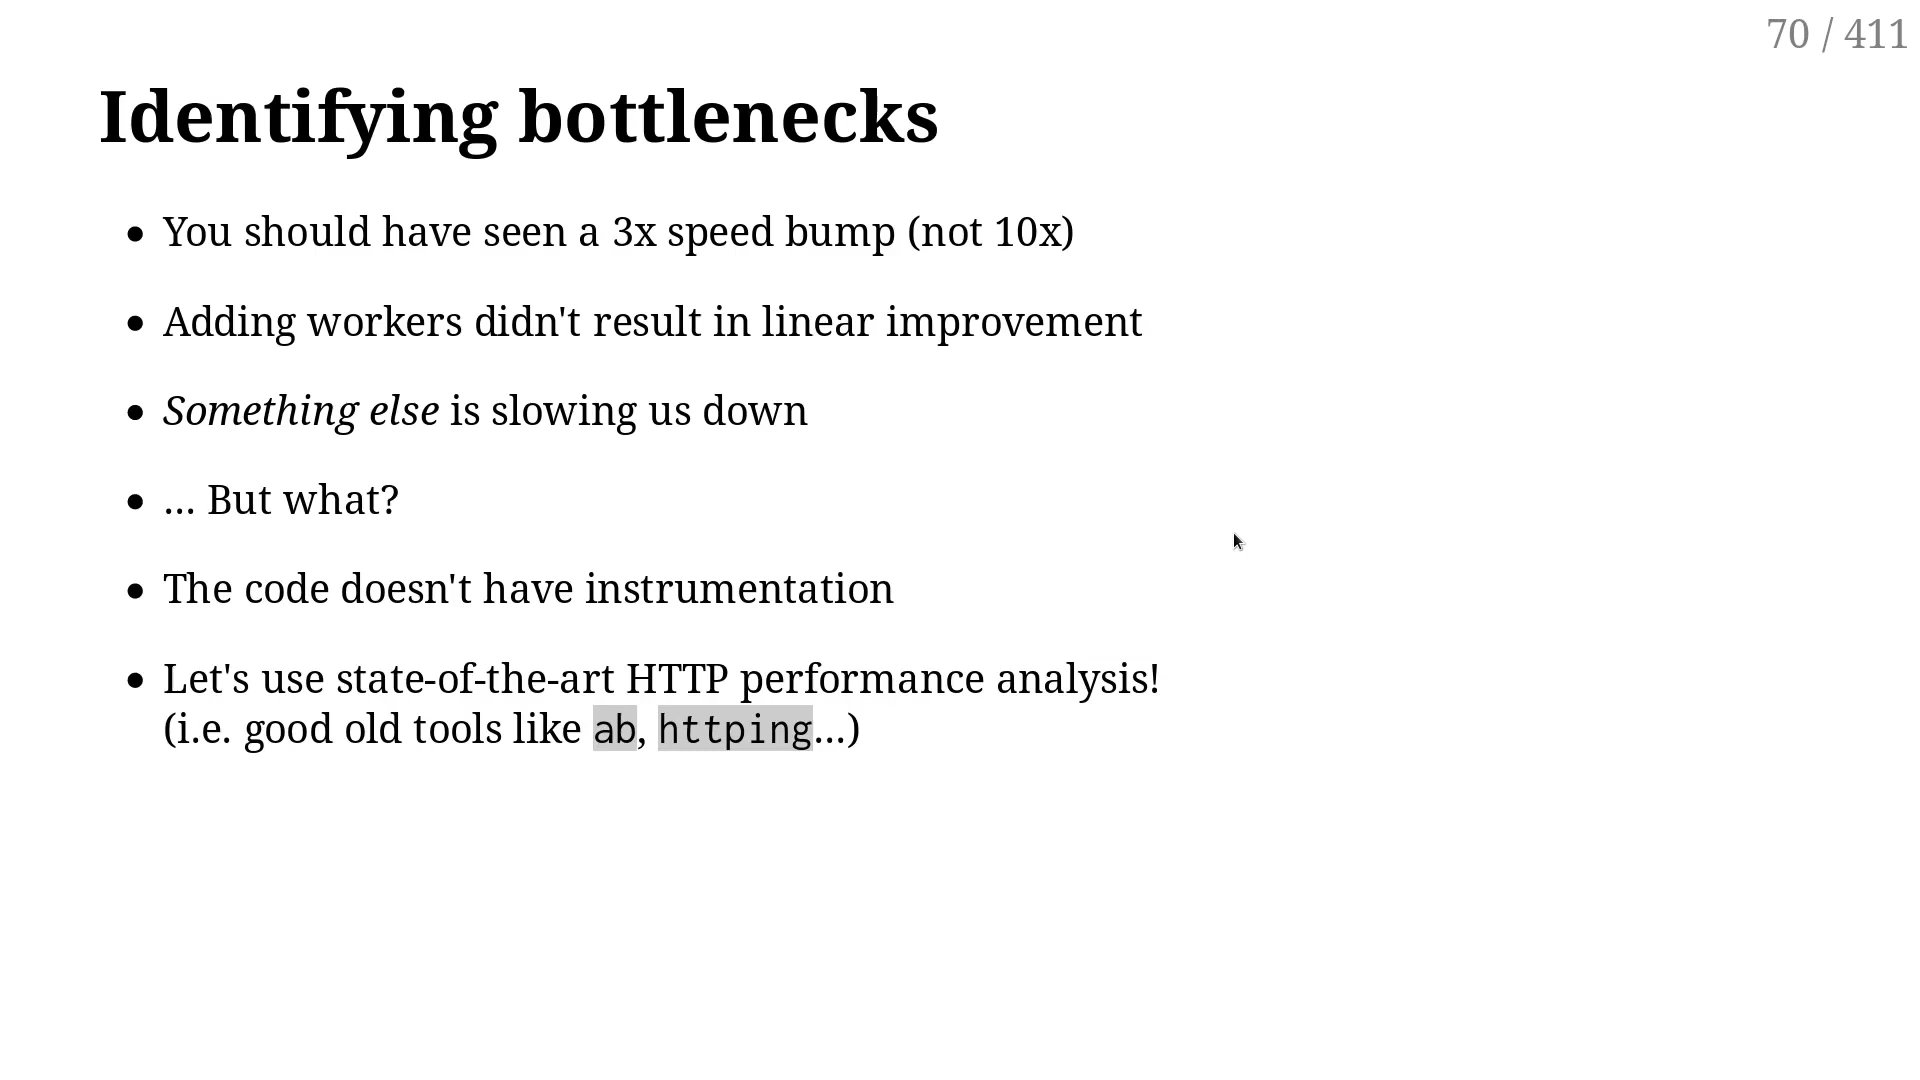 70 / 411
Identifying bottlenecks
• You should have seen a 3x speed bump (not 10x)
• Adding workers didn't result in linear improvement
• Something else is slowing us down
• ... But what?
• The code doesn't have instrumentation
• Let's use state-of-the-art HTTP performance analysis!
(i.e. good old tools like ab, httping...)